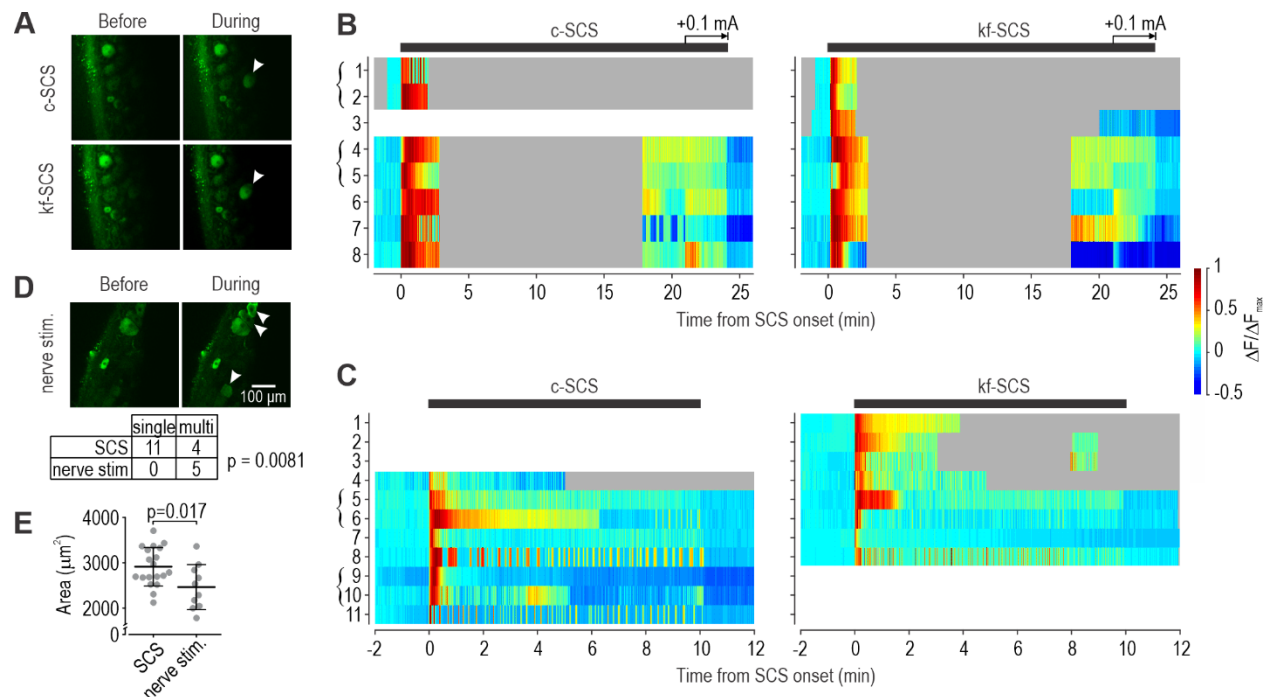 A
Before
During
c-SCS
kf-SCS
B
c-SCS
+0.1 mA
kf-SCS
+0.1 mA
1
2
3
4
5
6
7
8
0 5 10 15 20 25
0 5 10 15 20 25
Time from SCS onset (min)
1
0.5
0
-0.5
ΔF/ΔFmax
D
Before
During
nerve stim.
100 μm
single multi
SCS 11 4
nerve stim 0 5
p = 0.0081
E
p=0.017
4000
3000
2000
0
Area (μm²)
SCS
nerve stim.
C
c-SCS
kf-SCS
1
2
3
4
5
6
7
8
9
10
11
-2 0 2 4 6 8 10 12
-2 0 2 4 6 8 10 12
Time from SCS onset (min)